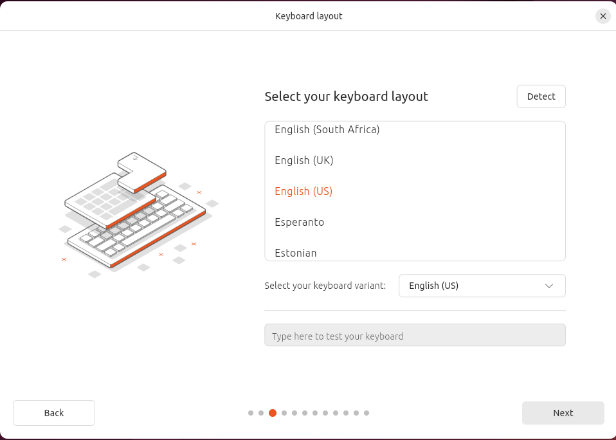 Keyboard layout
Select your keyboard layout
Detect
English (South Africa)
English (UK)
English (US)
Esperanto
Estonian
Select your keyboard variant:
English (US)
Type here to test your keyboard
Back
Next